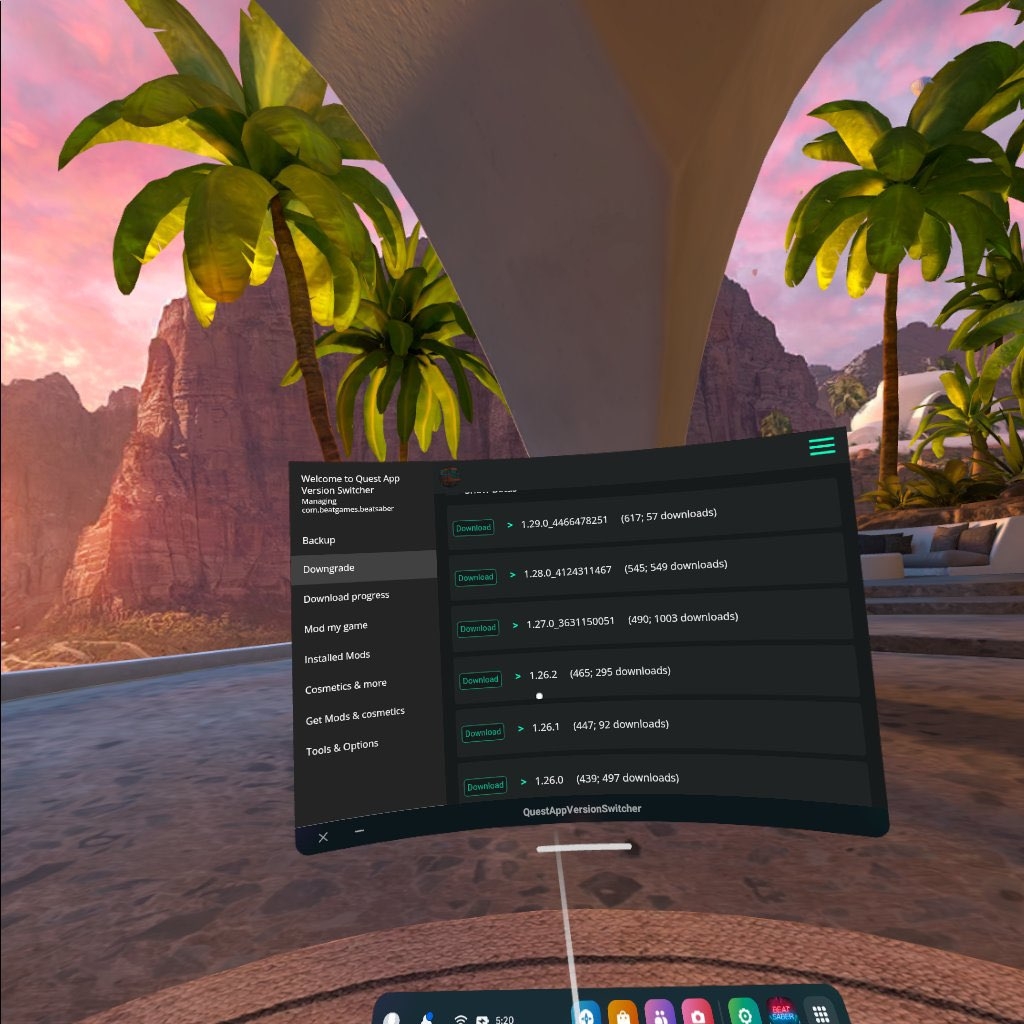 Welcome to Quest App
Version Switcher
Managing
com.beatgames.beatsaber
Backup
Downgrade
Download progress
Mod my game
Installed Mods
Cosmetics & more
Get Mods & cosmetics
Tools & Options
Download > 1.29.0_4466478251 (617; 57 downloads)
Download > 1.28.0_4124311467 (545; 549 downloads)
Download > 1.27.0_3631150051 (490; 1003 downloads)
Download > 1.26.2 (465; 295 downloads)
Download > 1.26.1 (447; 92 downloads)
Download > 1.26.0 (439; 497 downloads)
QuestAppVersionSwitcher
5:20
BEAT
SABER